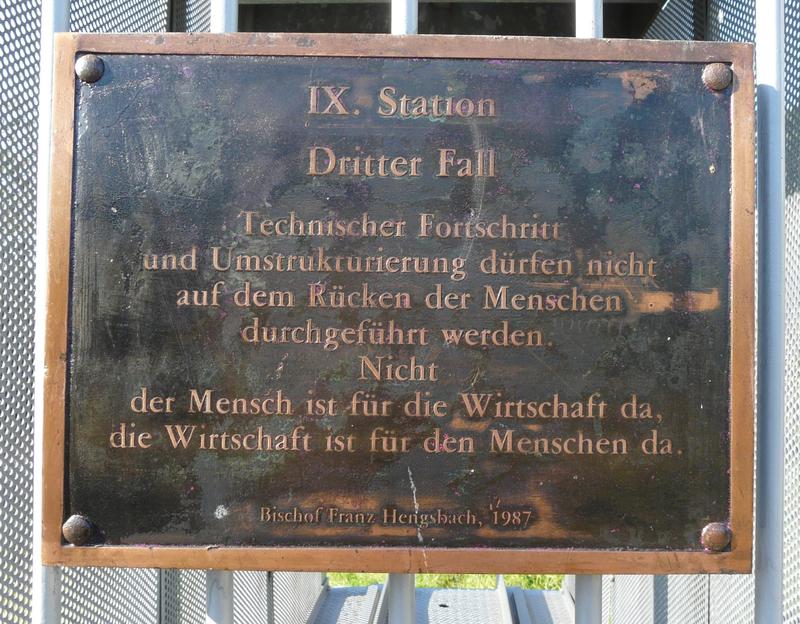 IX. Station
Dritter Fall
Technischer Fortschritt
und Umstrukturierung dürfen nicht
auf dem Rücken der Menschen
durchgeführt werden.
Nicht
der Mensch ist für die Wirtschaft da,
die Wirtschaft ist für den Menschen da.
Bischof Franz Hengsbach, 1987